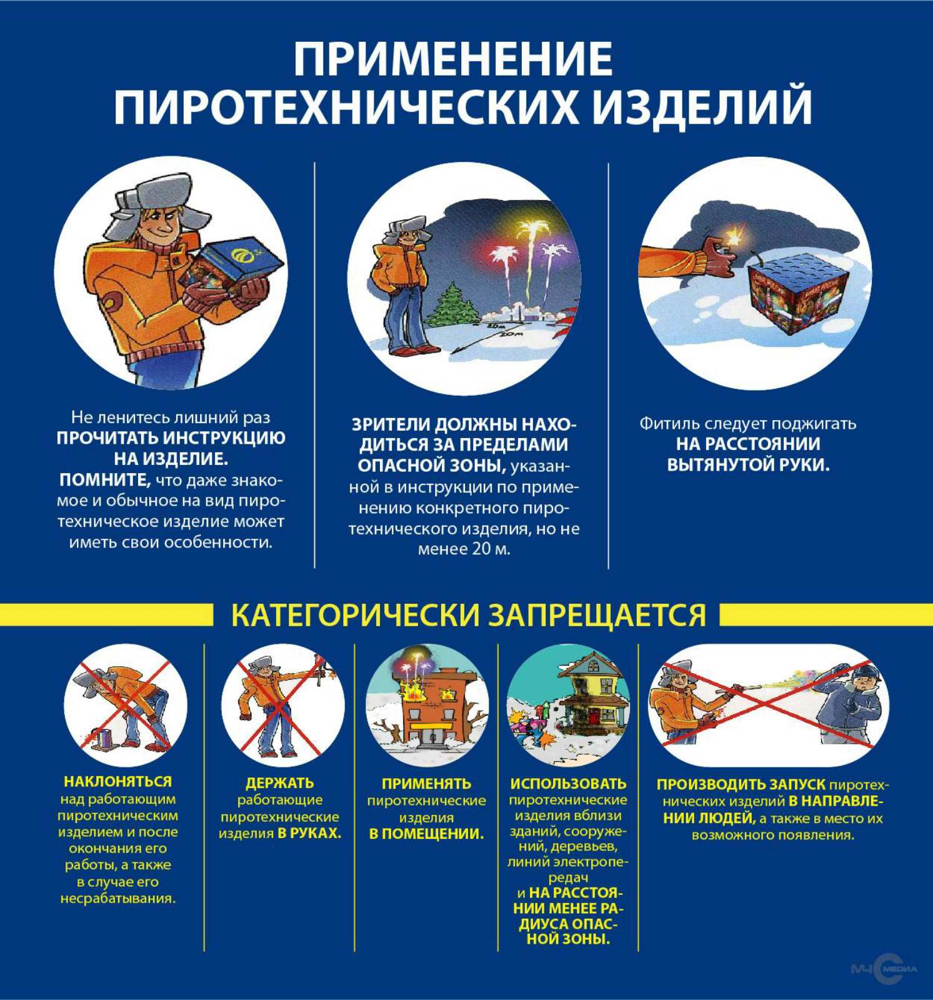 ПРИМЕНЕНИЕ
ПИРОТЕХНИЧЕСКИХ ИЗДЕЛИЙ
20м
20м
Не ленитесь лишний раз
ПРОЧИТАТЬ ИНСТРУКЦИЮ
НА ИЗДЕЛИЕ.
ПОМНИТЕ, что даже знако-
мое и обычное на вид пиро-
техническое изделие может
иметь свои особенности.
ЗРИТЕЛИ ДОЛЖНЫ НАХО-
ДИТЬСЯ ЗА ПРЕДЕЛАМИ
ОПАСНОЙ ЗОНЫ, указан-
ной в инструкции по приме-
нению конкретного пиро-
технического изделия, но не
менее 20 м.
Фитиль следует поджигать
НА РАССТОЯНИИ
ВЫТЯНУТОЙ РУКИ.
КАТЕГОРИЧЕСКИ ЗАПРЕЩАЕТСЯ
НАКЛОНЯТЬСЯ
над работающим
пиротехническим
изделием и после
окончания его
работы, а также
в случае его
несрабатывания.
ДЕРЖАТЬ
работающие
пиротехнические
изделия В РУКАХ.
ПРИМЕНЯТЬ
пиротехнические
изделия
В ПОМЕЩЕНИИ.
ИСПОЛЬЗОВАТЬ
пиротехнические
изделия вблизи
зданий, сооруже-
ний, деревьев,
линий электропе-
редач
и НА РАССТОЯ-
НИИ МЕНЕЕ РА-
ДИУСА ОПАС-
НОЙ ЗОНЫ.
ПРОИЗВОДИТЬ ЗАПУСК пиротех-
нических изделий В НАПРАВЛЕ-
НИИ ЛЮДЕЙ, а также в место их
возможного появления.
МЧС МЕДИА